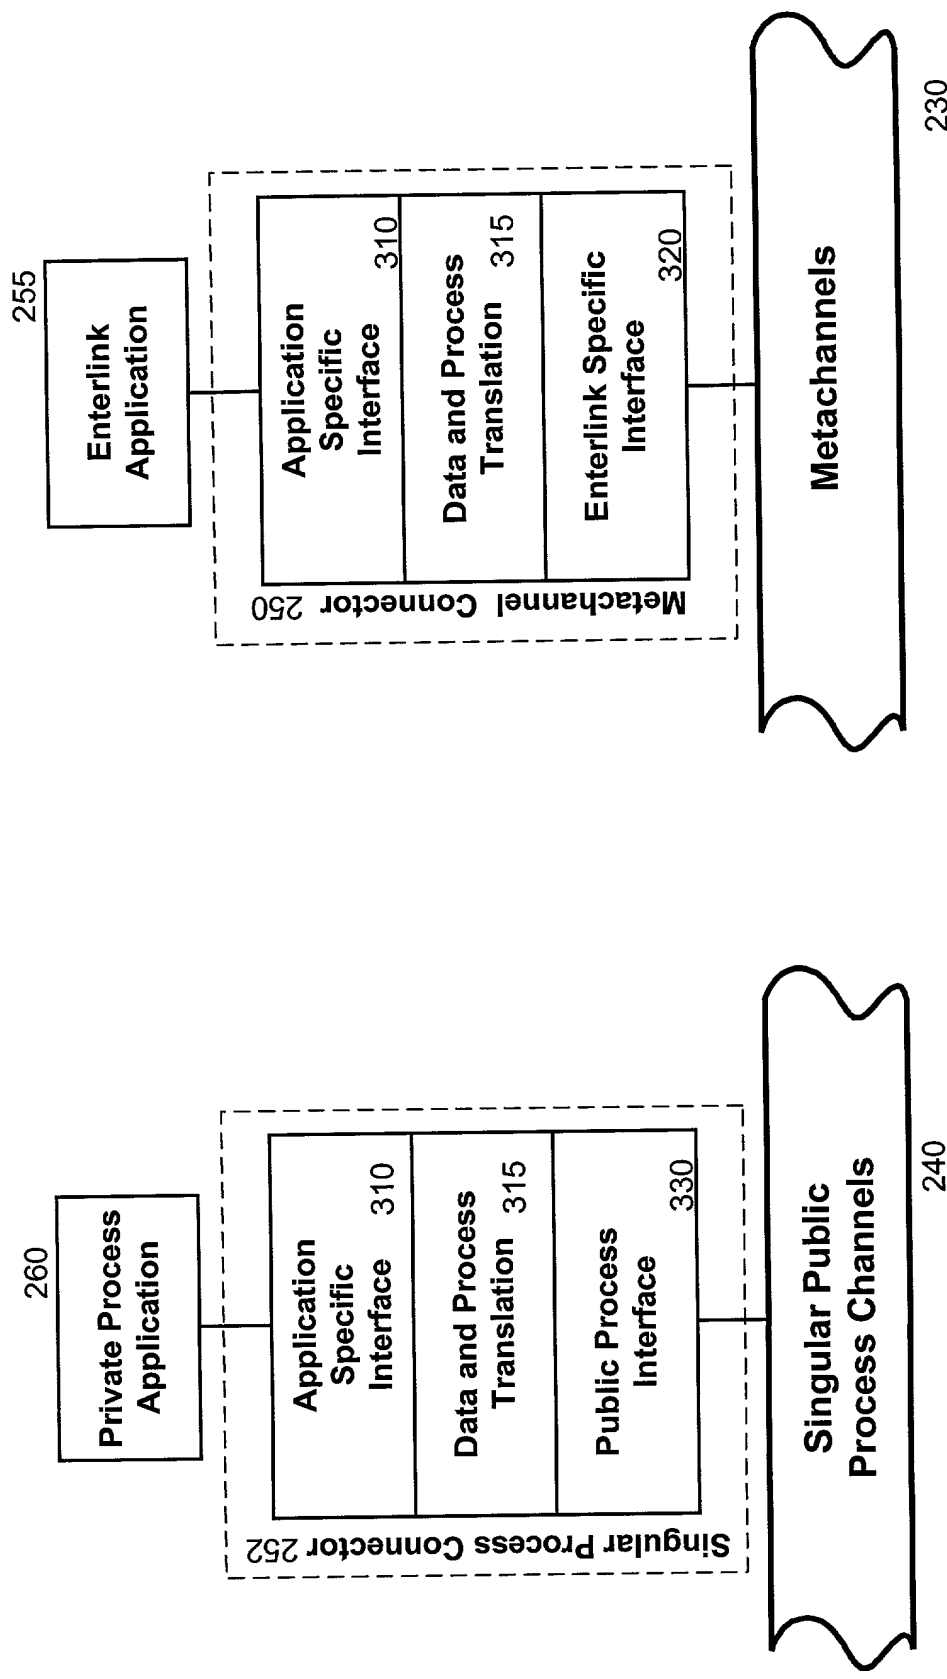 260
Private Process
Application
Application
Specific
Interface
310
Data and Process
Translation
315
Public Process
Interface
330
Singular Process Connector 252
Singular Public
Process Channels
240
255
Enterlink
Application
Application
Specific
Interface
310
Data and Process
Translation
315
Enterlink Specific
Interface
320
Metachannel Connector 250
Metachannels
230